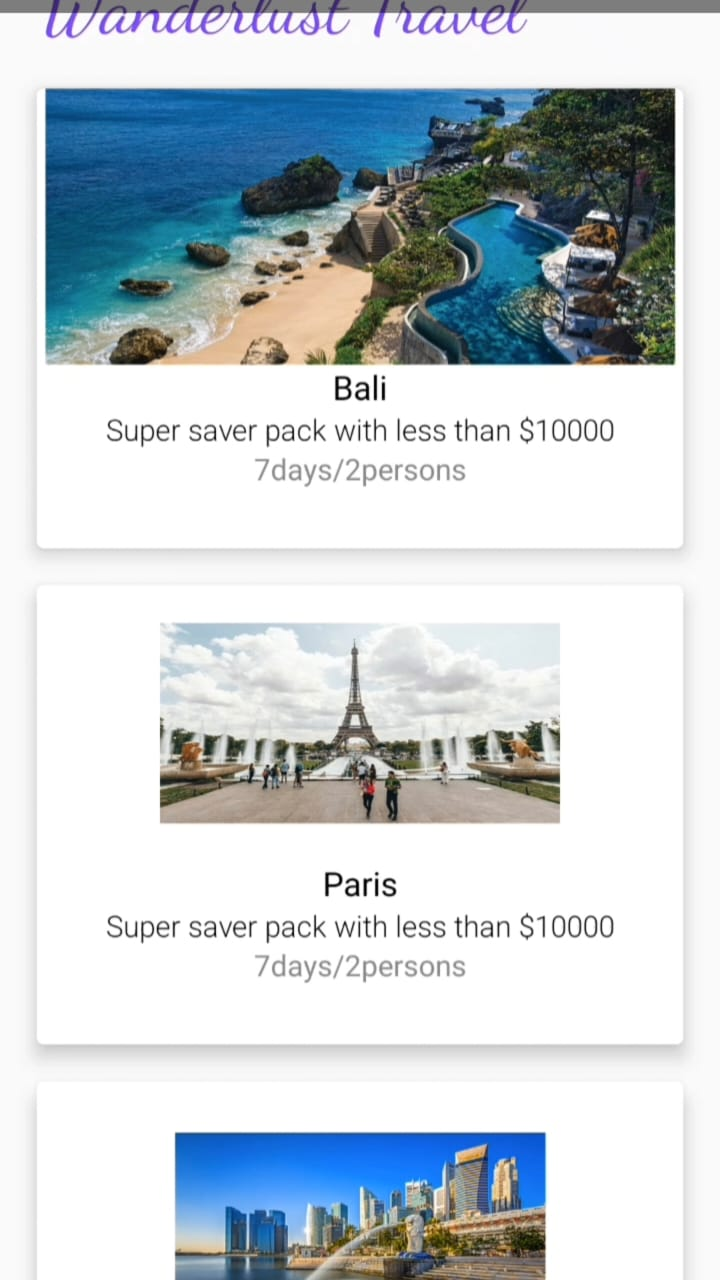 Wanderlust Travel
Bali
Super saver pack with less than $10000
7days/2persons
Paris
Super saver pack with less than $10000
7days/2persons